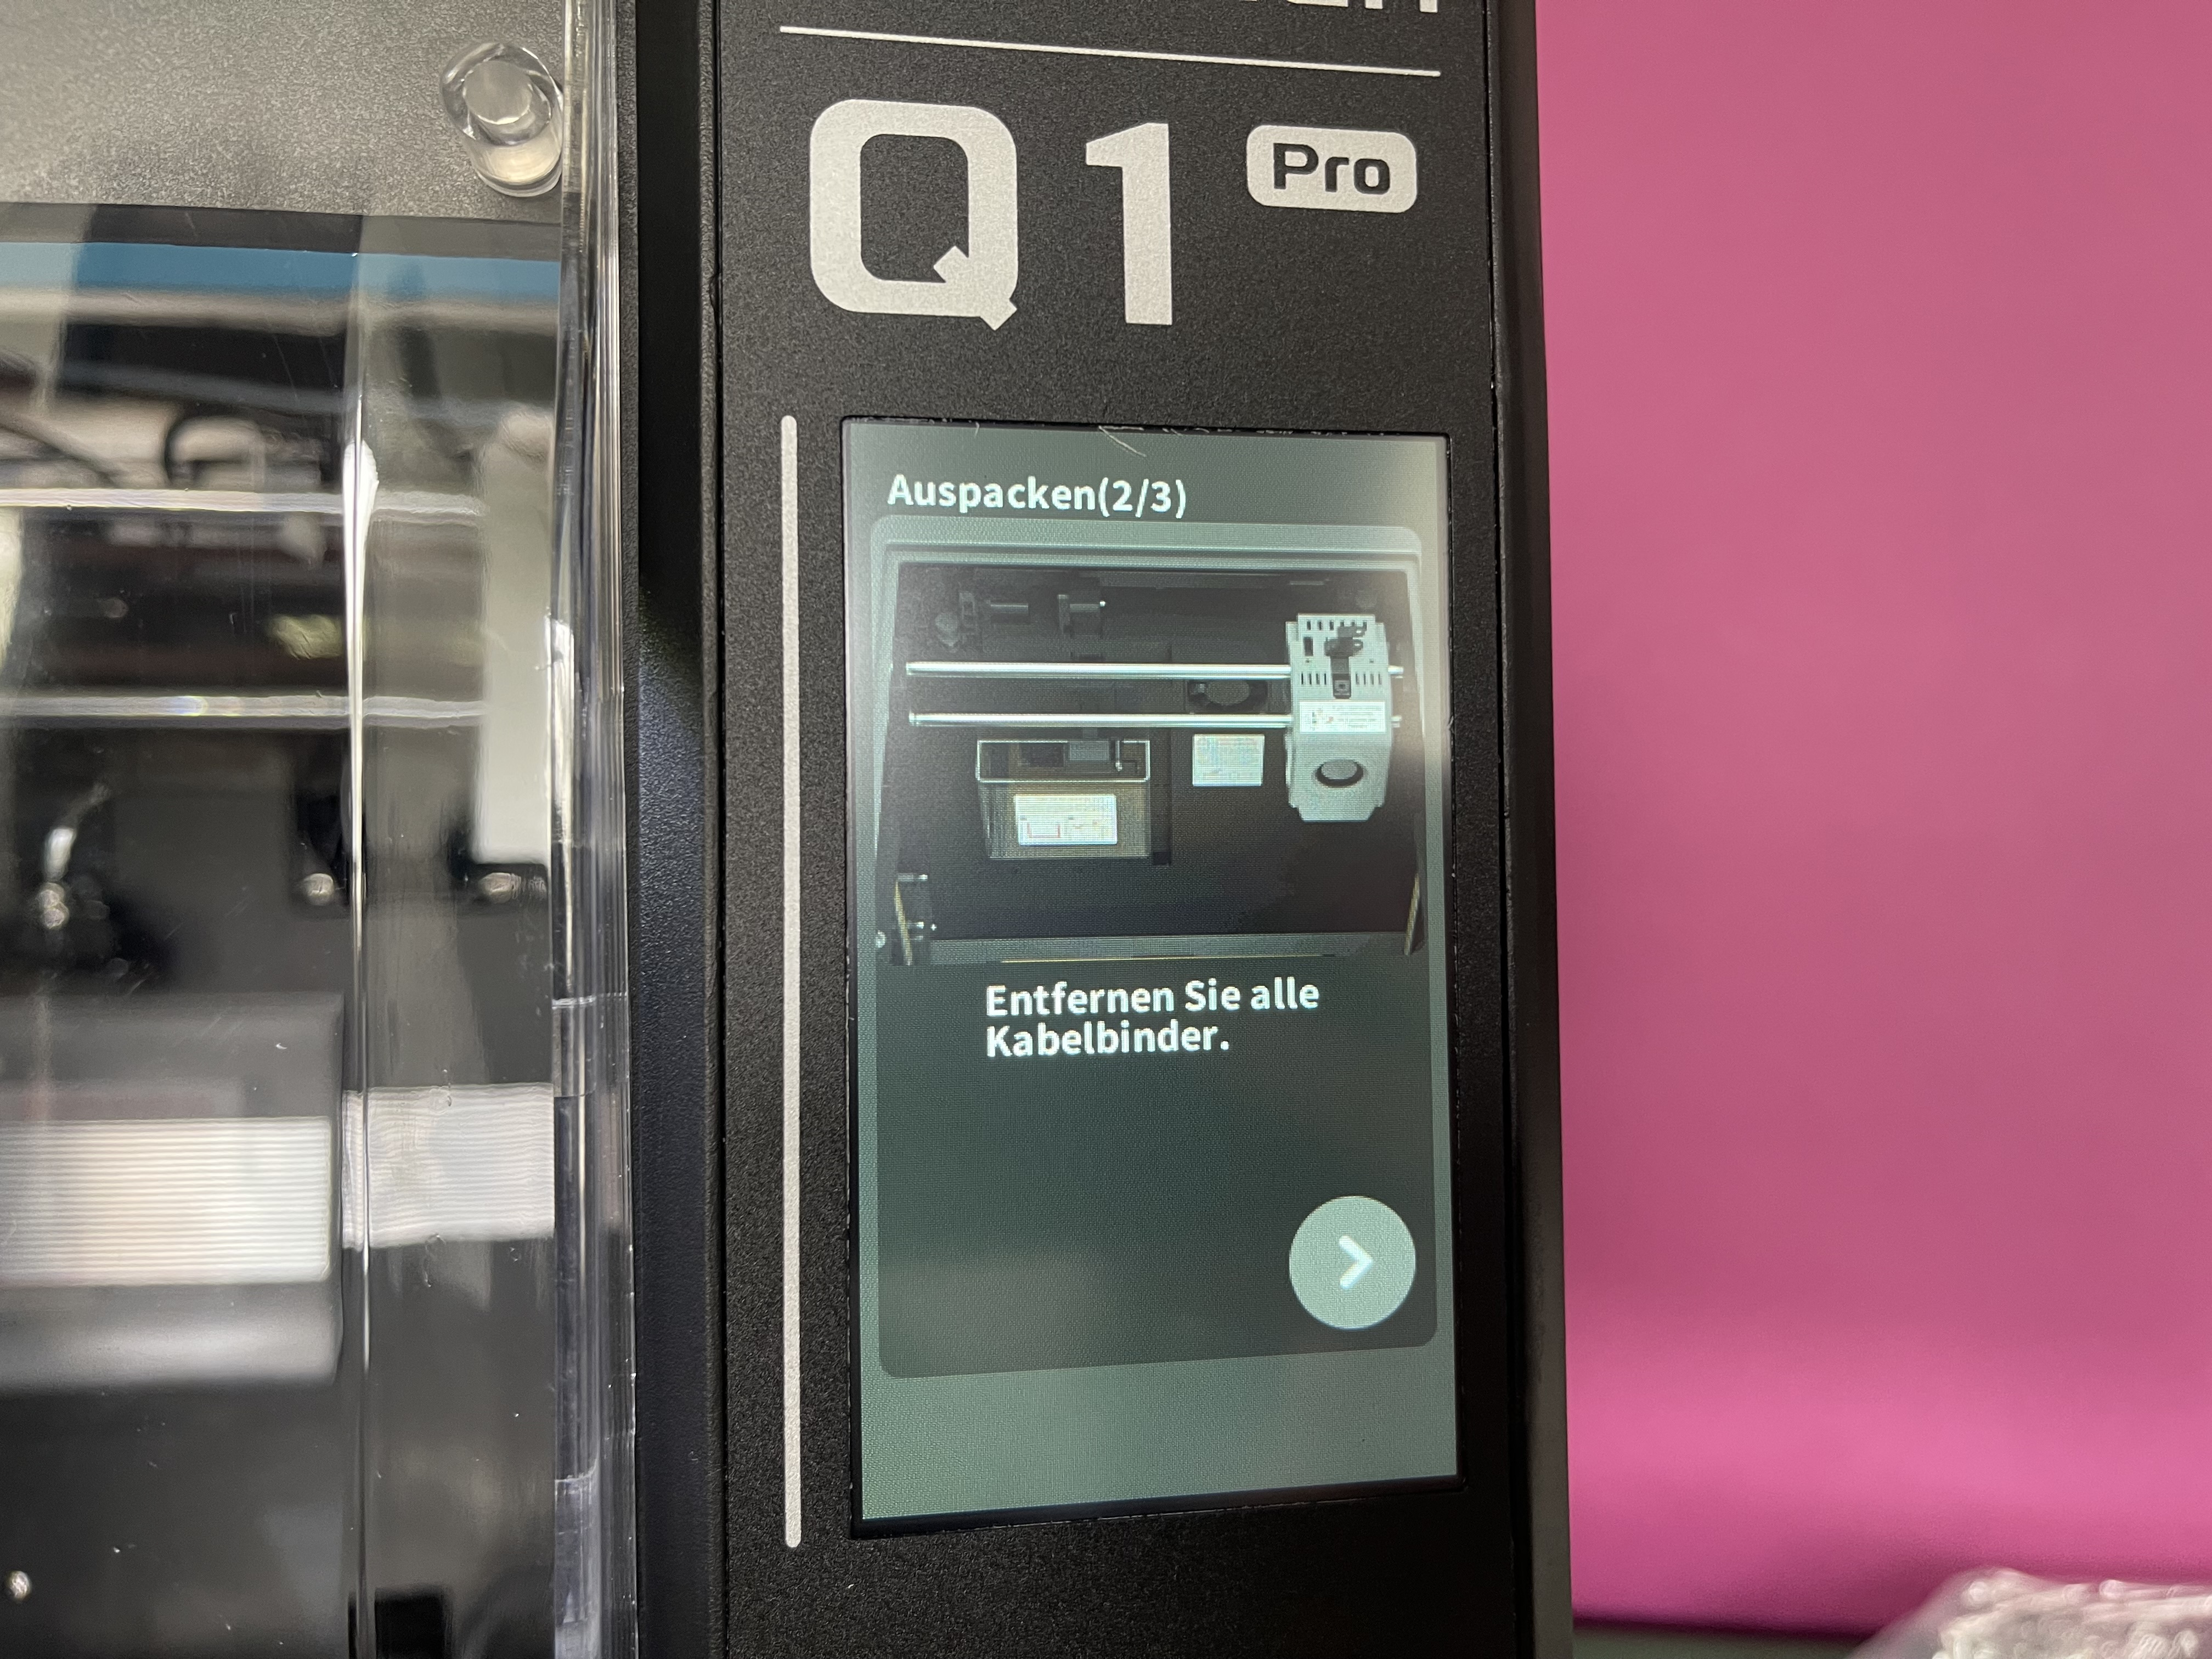 Q1 Pro
Auspacken(2/3)
Entfernen Sie alle
Kabelbinder.